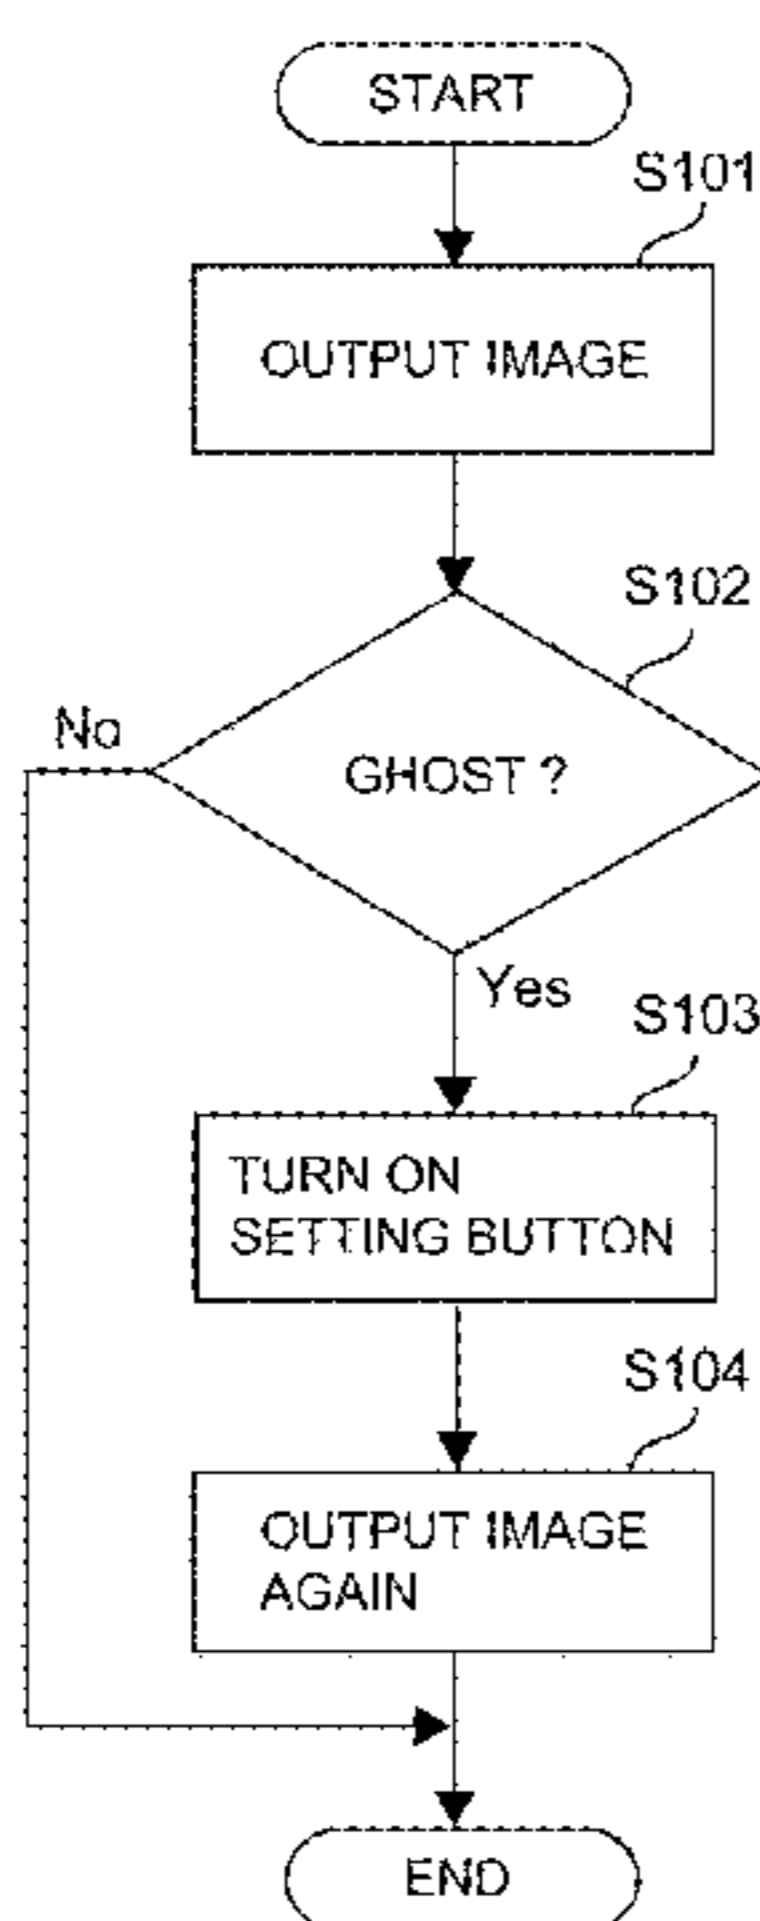 START
S101
OUTPUT IMAGE
S102
No
GHOST ?
Yes
S103
TURN ON
SETTING BUTTON
S104
OUTPUT IMAGE
AGAIN
END